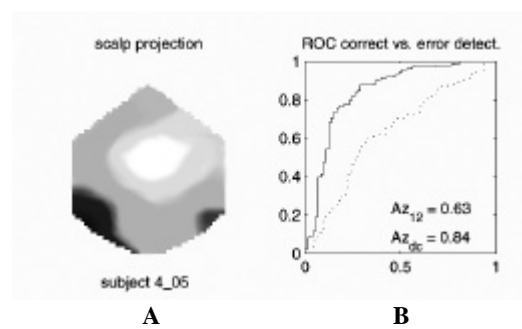 scalp projection
subject 4_05
A
ROC correct vs. error detect.
1
0.8
0.6
0.4
0.2
0
0
0.5
1
Az12 = 0.63
Azdc = 0.84
B